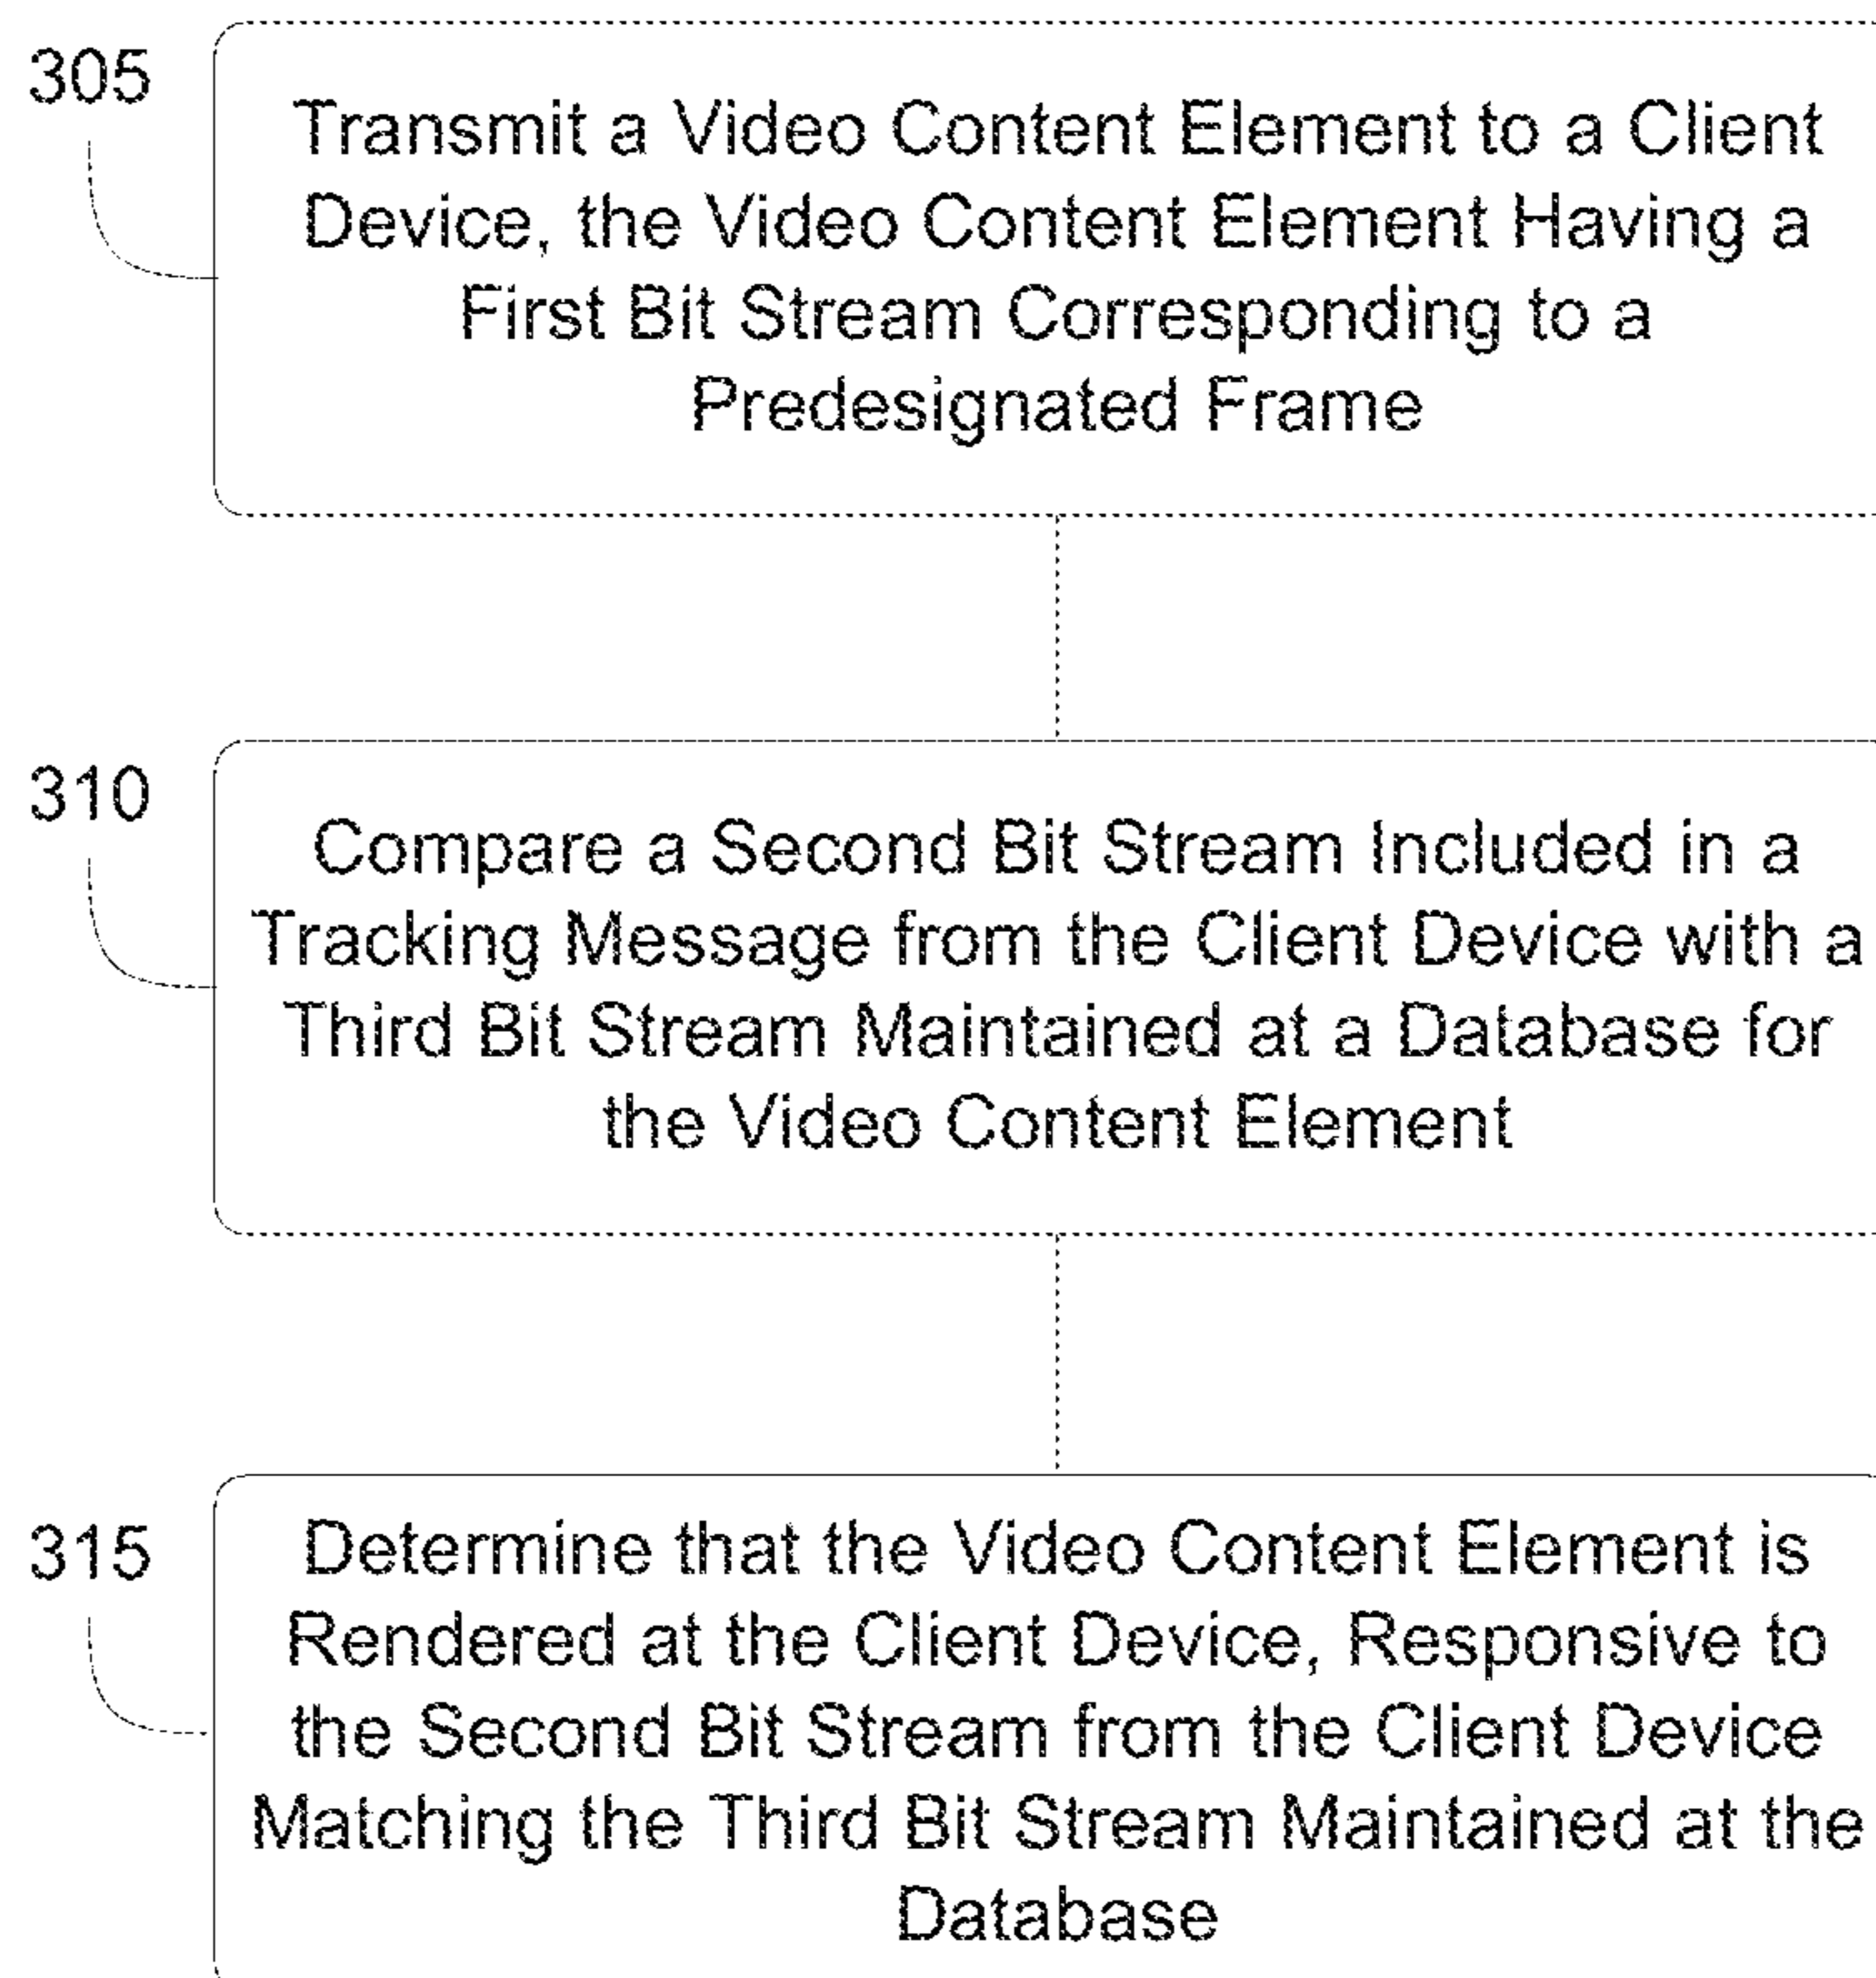 305
Transmit a Video Content Element to a Client
Device, the Video Content Element Having a
First Bit Stream Corresponding to a
Predesignated Frame
310
Compare a Second Bit Stream Included in a
Tracking Message from the Client Device with a
Third Bit Stream Maintained at a Database for
the Video Content Element
315
Determine that the Video Content Element is
Rendered at the Client Device, Responsive to
the Second Bit Stream from the Client Device
Matching the Third Bit Stream Maintained at the
Database